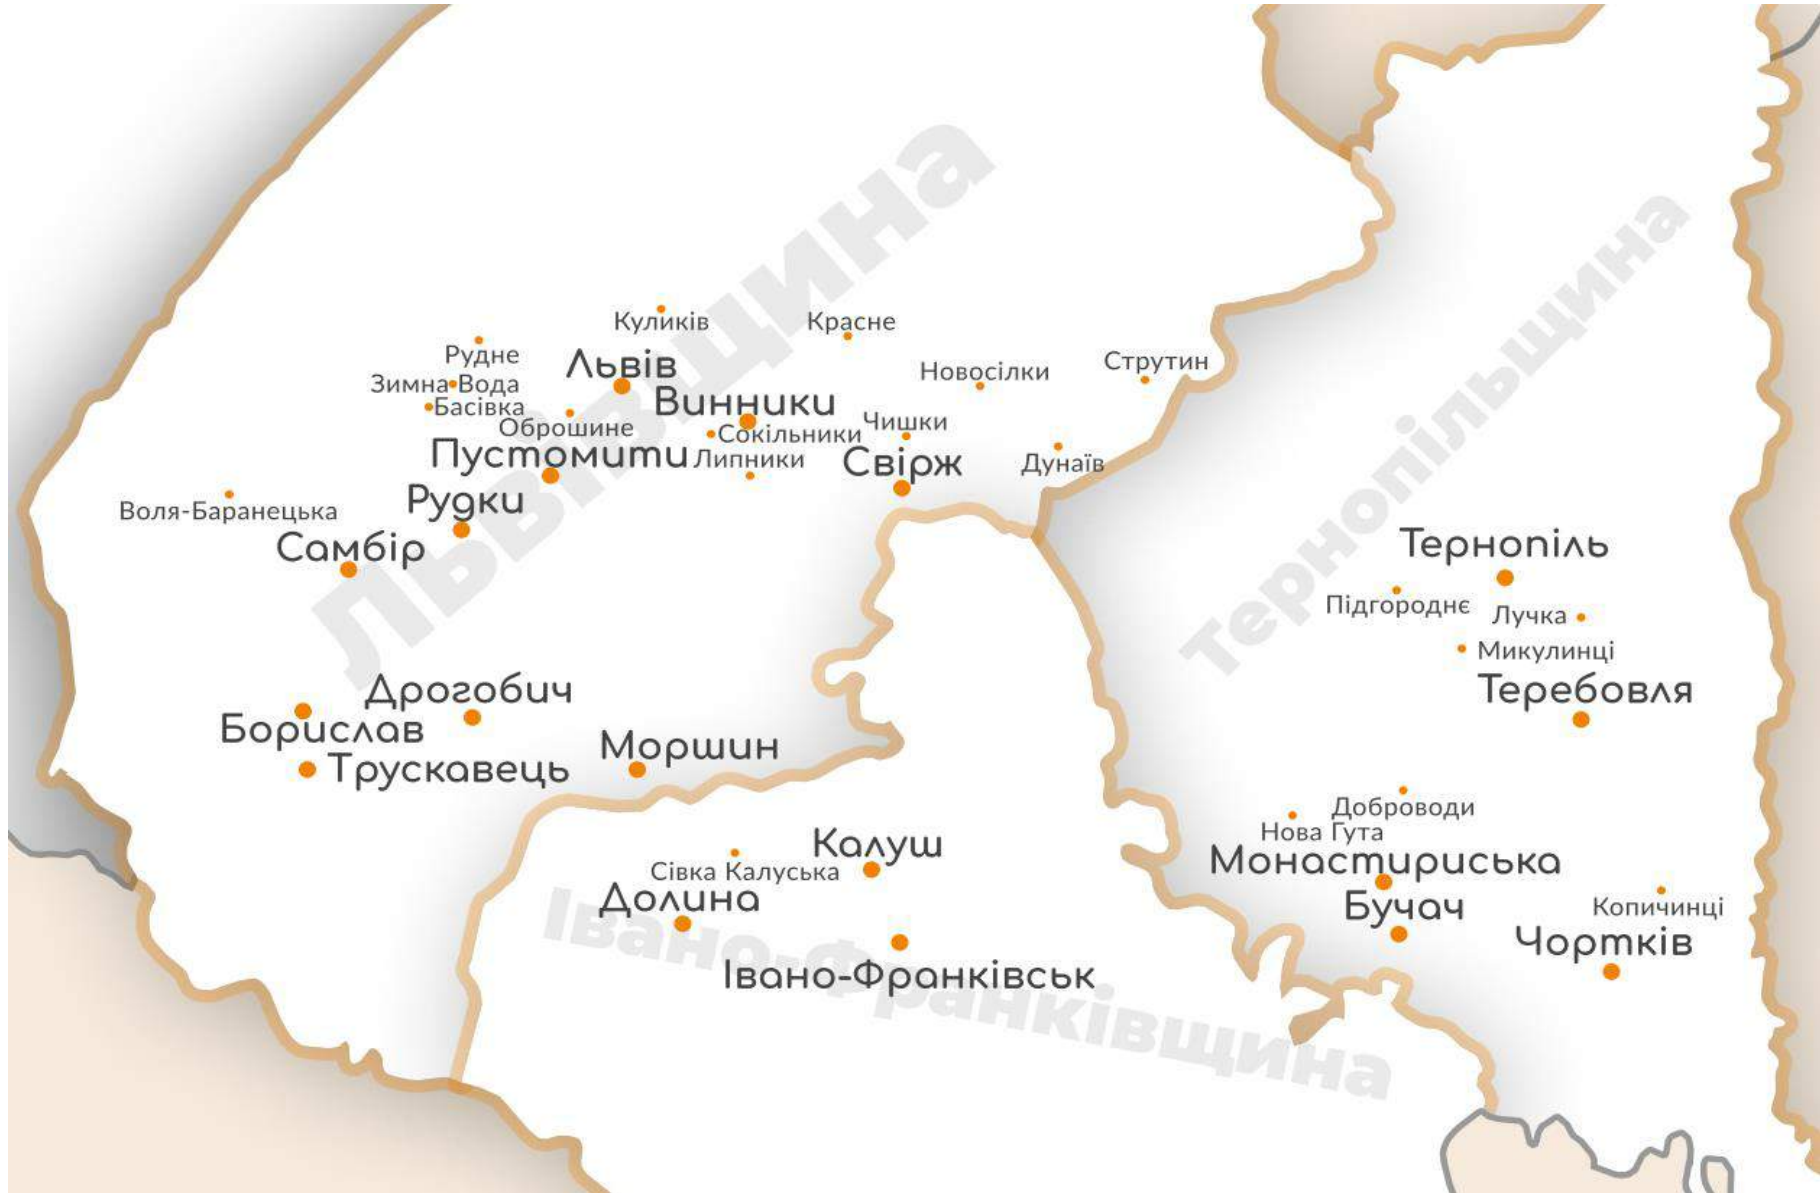 Львівщина
Тернопільщина
Івано-Франківщина
Куликів
Красне
Рудне
Львів
Струтин
Новосілки
Зимна Вода
Винники
Басівка
Чишки
Оброшине
Сокільники
Пустомити
Липники
Свірж
Дунаїв
Рудки
Воля-Баранецька
Самбір
Тернопіль
Підгороднє
Лучка
Микулинці
Теребовля
Дрогобич
Борислав
Моршин
Трускавець
Доброводи
Нова Гута
Калуш
Монастириська
Сівка Калуська
Долина
Бучач
Копичинці
Чортків
Івано-Франківськ